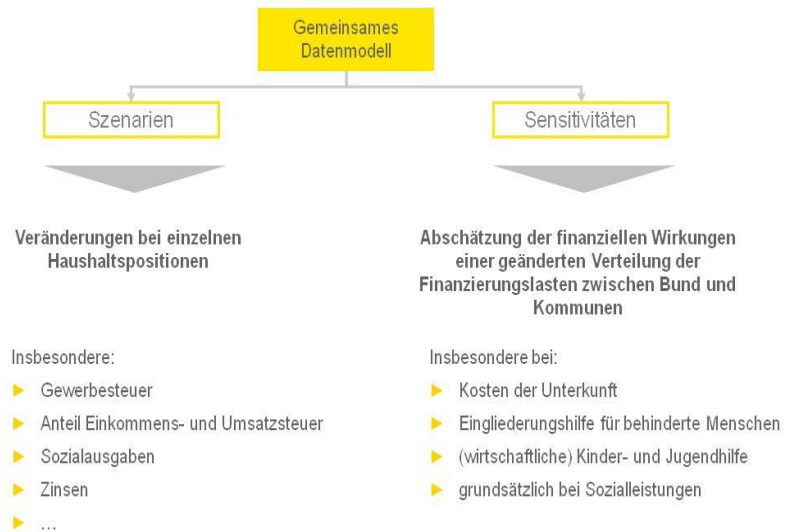 Gemeinsames
Datenmodell
Szenarien
Veränderungen bei einzelnen
Haushaltspositionen
Insbesondere:
Gewerbesteuer
Anteil Einkommens- und Umsatzsteuer
Sozialausgaben
Zinsen
...
Sensitivitäten
Abschätzung der finanziellen Wirkungen
einer geänderten Verteilung der
Finanzierungslasten zwischen Bund und
Kommunen
Insbesondere bei:
Kosten der Unterkunft
Eingliederungshilfe für behinderte Menschen
(wirtschaftliche) Kinder- und Jugendhilfe
grundsätzlich bei Sozialleistungen